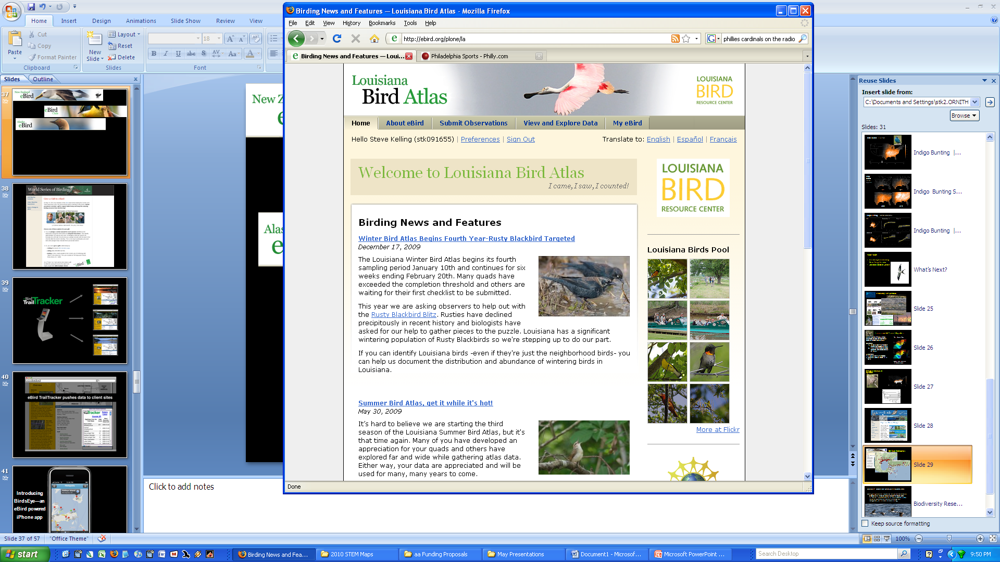 Birding News and Features — Louisiana Bird Atlas - Mozilla Firefox
Home
Insert
Design
Animations
Slide Show
Review
View
Paste
Cut
Copy
Format Painter
Clipboard
New
Slide
Layout
Reset
Delete
Slides
18
B I U abc S AV Aa A
Font
File Edit View History Bookmarks Tools Help
http://ebird.org/plone/la
phillies cardinals on the radio
Birding News and Features — Loui...
Philadelphia Sports - Philly.com
Slides
Outline
37
New Zealand
eBird
eBird
Alaska
eBird
38
World Series of Birding
Give a Gift to eBird
39
eBird
TrailTracker
40
eBird TrailTracker pushes data to client sites
41
Introducing
BirdsEye—an
eBird powered
iPhone app
New Z
Alas
e
Louisiana
Bird Atlas
LOUISIANA
BIRD
RESOURCE CENTER
Home
About eBird
Submit Observations
View and Explore Data
My eBird
Hello Steve Kelling (stk091655) | Preferences | Sign Out
Translate to: English | Español | Français
Welcome to Louisiana Bird Atlas
I came, I saw, I counted!
LOUISIANA
BIRD
RESOURCE CENTER
Birding News and Features
Winter Bird Atlas Begins Fourth Year-Rusty Blackbird Targeted
December 17, 2009
The Louisiana Winter Bird Atlas begins its fourth
sampling period January 10th and continues for six
weeks ending February 20th. Many quads have
exceeded the completion threshold and others are
waiting for their first checklist to be submitted.
This year we are asking observers to help out with
the Rusty Blackbird Blitz. Rusties have declined
precipitously in recent history and biologists have
asked for our help to gather pieces to the puzzle. Louisiana has a significant
wintering population of Rusty Blackbirds so we're stepping up to do our part.
If you can identify Louisiana birds -even if they're just the neighborhood birds- you
can help us document the distribution and abundance of wintering birds in
Louisiana.
Summer Bird Atlas, get it while it's hot!
May 30, 2009
It's hard to believe we are starting the third
season of the Louisiana Summer Bird Atlas, but it's
that time again. Many of you have developed an
appreciation for your quads and others have
explored far and wide while gathering atlas data.
Either way, your data are appreciated and will be
used for many, many years to come.
Louisiana Birds Pool
More at Flickr
Done
Click to add notes
Reuse Slides
Insert slide from:
C:\Documents and Settings\stk2.ORNITH
Browse
Slides: 31
Indigo Bunting |...
Indigo Bunting S...
Indigo Bunting |...
What's Next?
Slide 25
Slide 26
Slide 27
Slide 28
Slide 29
Biodiversity Rese...
Keep source formatting
Slide 37 of 57
"Office Theme"
100%
start
Birding News and Fea...
2010 STEM Maps
aa Funding Proposals
May Presentations
Document1 - Microsof...
Microsoft PowerPoint ...
Search Desktop
9:50 PM